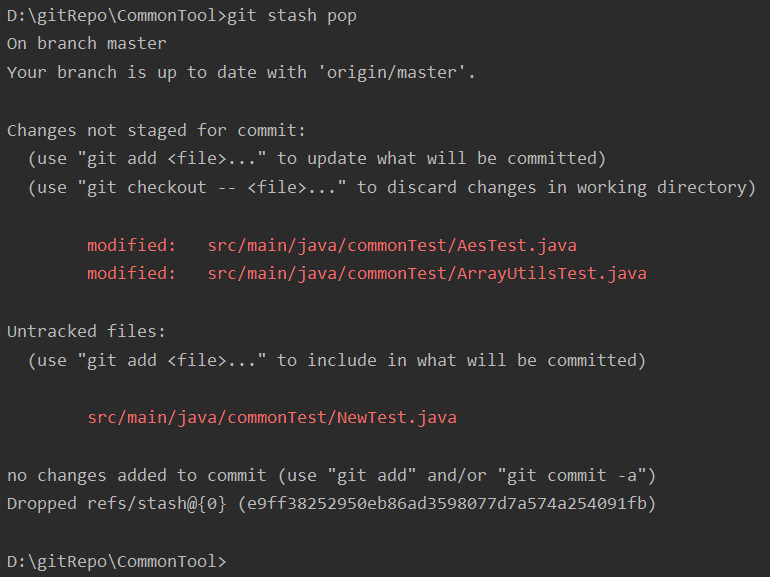 D:\gitRepo\CommonTool>git stash pop
On branch master
Your branch is up to date with 'origin/master'.
Changes not staged for commit:
(use "git add <file>..." to update what will be committed)
(use "git checkout -- <file>..." to discard changes in working directory)
modified:   src/main/java/commonTest/AesTest.java
modified:   src/main/java/commonTest/ArrayUtilsTest.java
Untracked files:
(use "git add <file>..." to include in what will be committed)
src/main/java/commonTest/NewTest.java
no changes added to commit (use "git add" and/or "git commit -a")
Dropped refs/stash@{0} (e9ff38252950eb86ad3598077d7a574a254091fb)
D:\gitRepo\CommonTool>